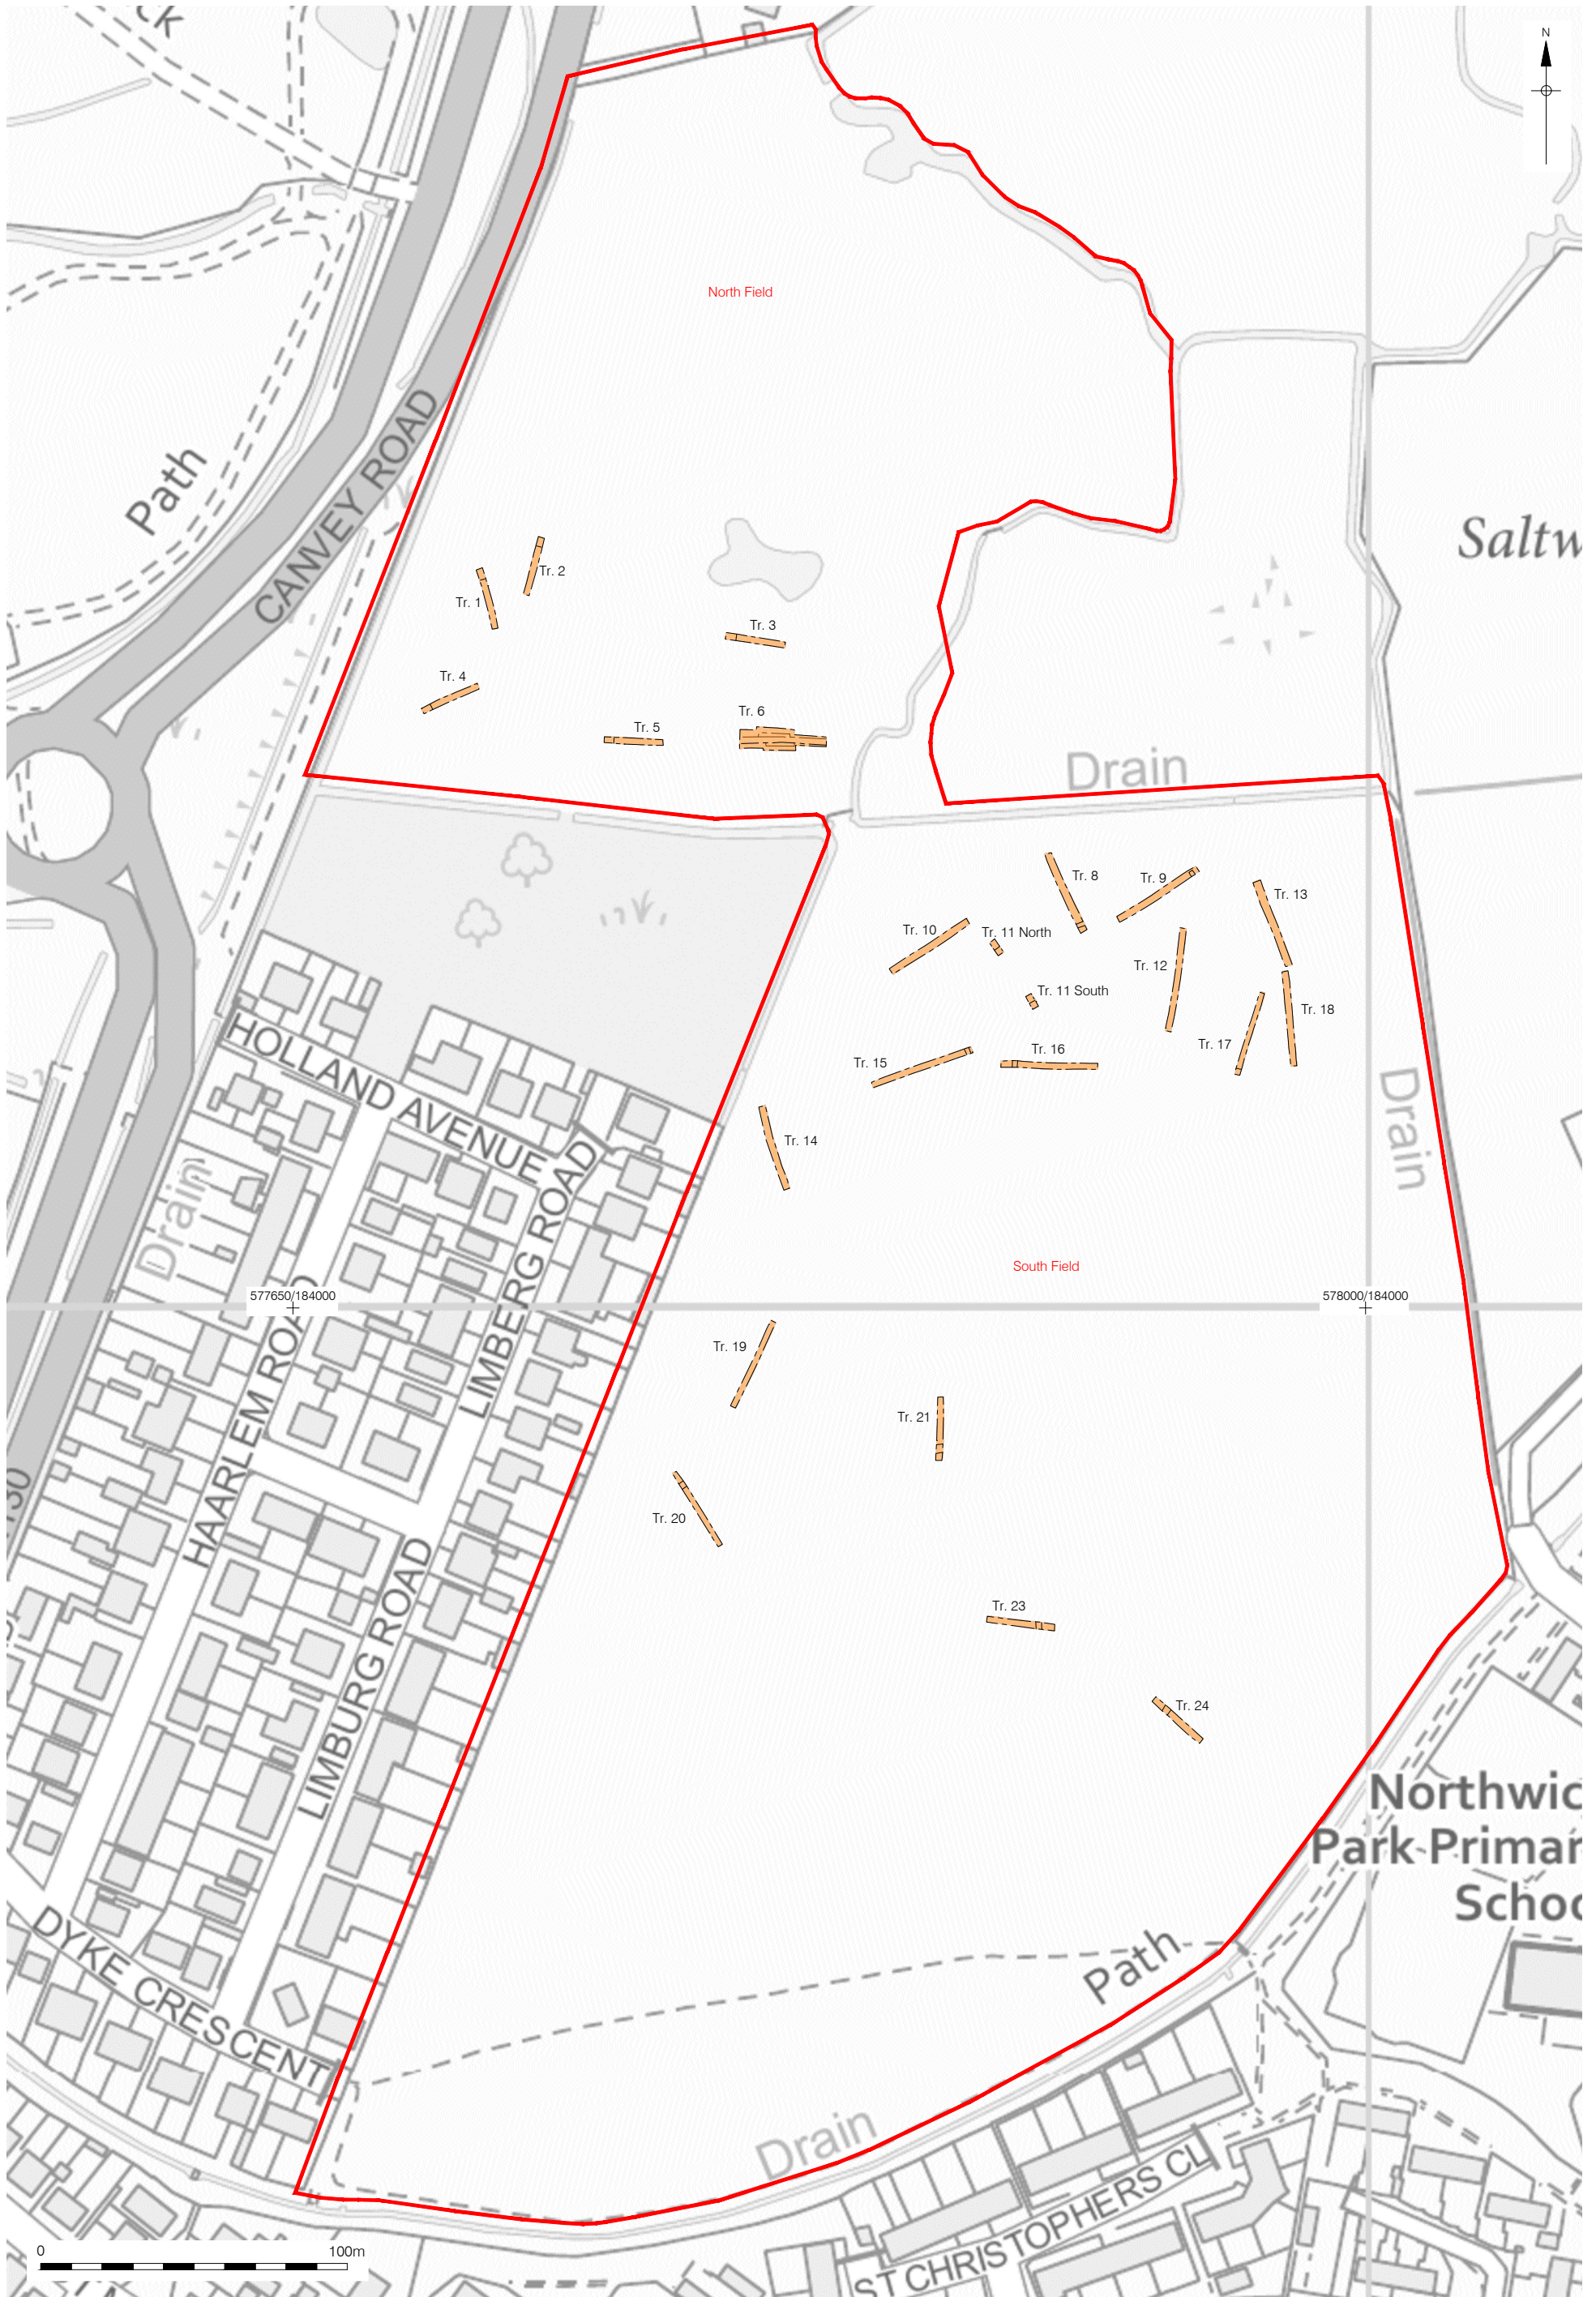 N
North Field
Path
CANVEY ROAD
Saltw
Tr. 2
Tr. 1
Tr. 3
Tr. 4
Tr. 6
Tr. 5
Drain
Tr. 8
Tr. 9
Tr. 13
Tr. 10
Tr. 11 North
Tr. 12
Tr. 11 South
Tr. 18
Tr. 17
Tr. 16
Tr. 15
HOLLAND AVENUE
Tr. 14
Drain
Drain
LIMBERG ROAD
South Field
577650/184000
578000/184000
HAARLEM ROAD
Tr. 19
Tr. 21
Tr. 20
LIMBURG ROAD
Tr. 23
Tr. 24
Northwic
Park Primar
Schoo
DYKE CRESCENT
Path
Drain
ST CHRISTOPHERS CL
0
100m